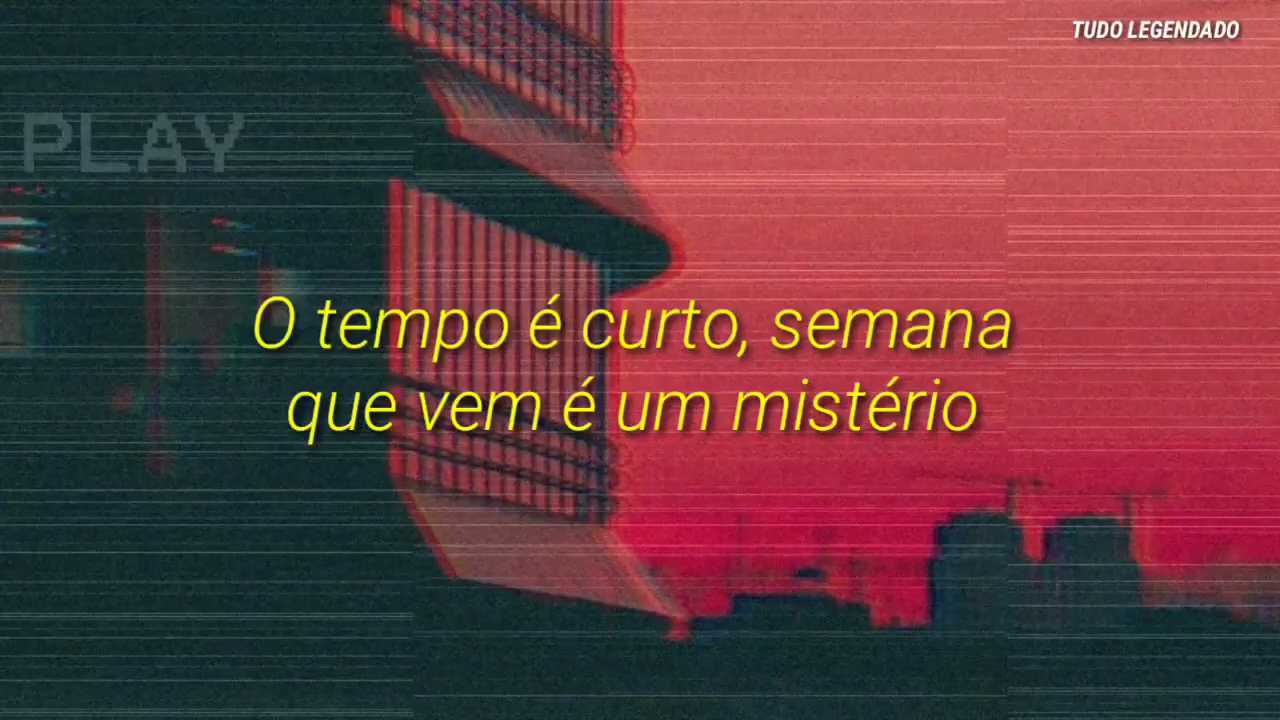 TUDO LEGENDADO
PLAY
O tempo é curto, semana
que vem é um mistério